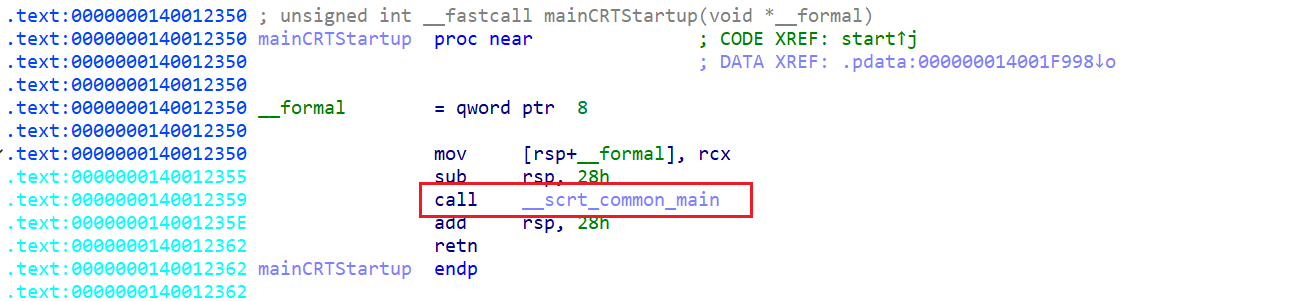 .text:0000000140012350 ; unsigned int __fastcall mainCRTStartup(void *__formal)
.text:0000000140012350 mainCRTStartup  proc near               ; CODE XREF: start↑j
.text:0000000140012350                                         ; DATA XREF: .pdata:000000014001F998↓o
.text:0000000140012350
.text:0000000140012350 __formal        = qword ptr  8
.text:0000000140012350
.text:0000000140012350                 mov     [rsp+__formal], rcx
.text:0000000140012355                 sub     rsp, 28h
.text:0000000140012359                 call    __scrt_common_main
.text:000000014001235E                 add     rsp, 28h
.text:0000000140012362                 retn
.text:0000000140012362 mainCRTStartup  endp
.text:0000000140012362